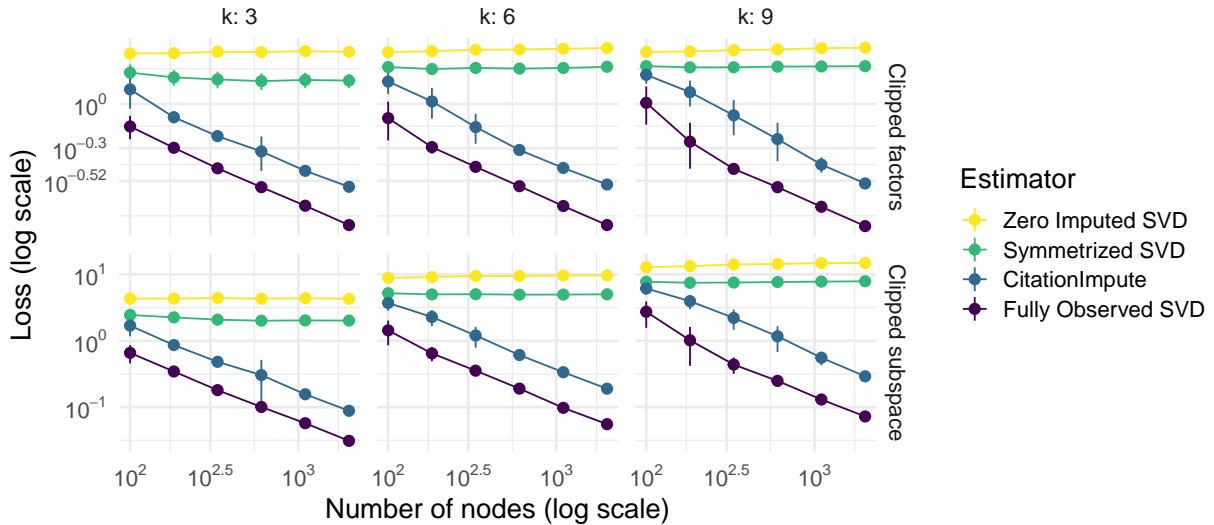 k: 3
k: 6
k: 9
Loss (log scale)
10^0
10^−0.3
10^−0.52
Clipped factors
10^1
10^0
10^−1
Clipped subspace
10^2
10^2.5
10^3
10^2
10^2.5
10^3
10^2
10^2.5
10^3
Number of nodes (log scale)
Estimator
Zero Imputed SVD
Symmetrized SVD
CitationImpute
Fully Observed SVD